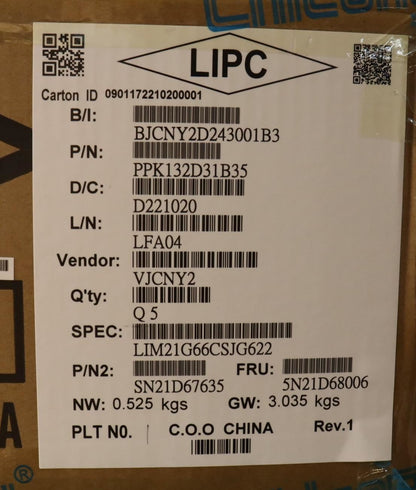 LIPC
Carton ID 0901172210200001
B/I:
BJCNY2D243001B3
P/N:
PPK132D31B35
D/C:
D221020
L/N:
LFA04
Vendor:
VJCNY2
Q'ty:
Q 5
SPEC:
LIM21G66CSJG622
P/N2: FRU:
SN21D67635 5N21D68006
NW: 0.525 kgs GW: 3.035 kgs
PLT N0. C.O.O CHINA Rev.1
A
®